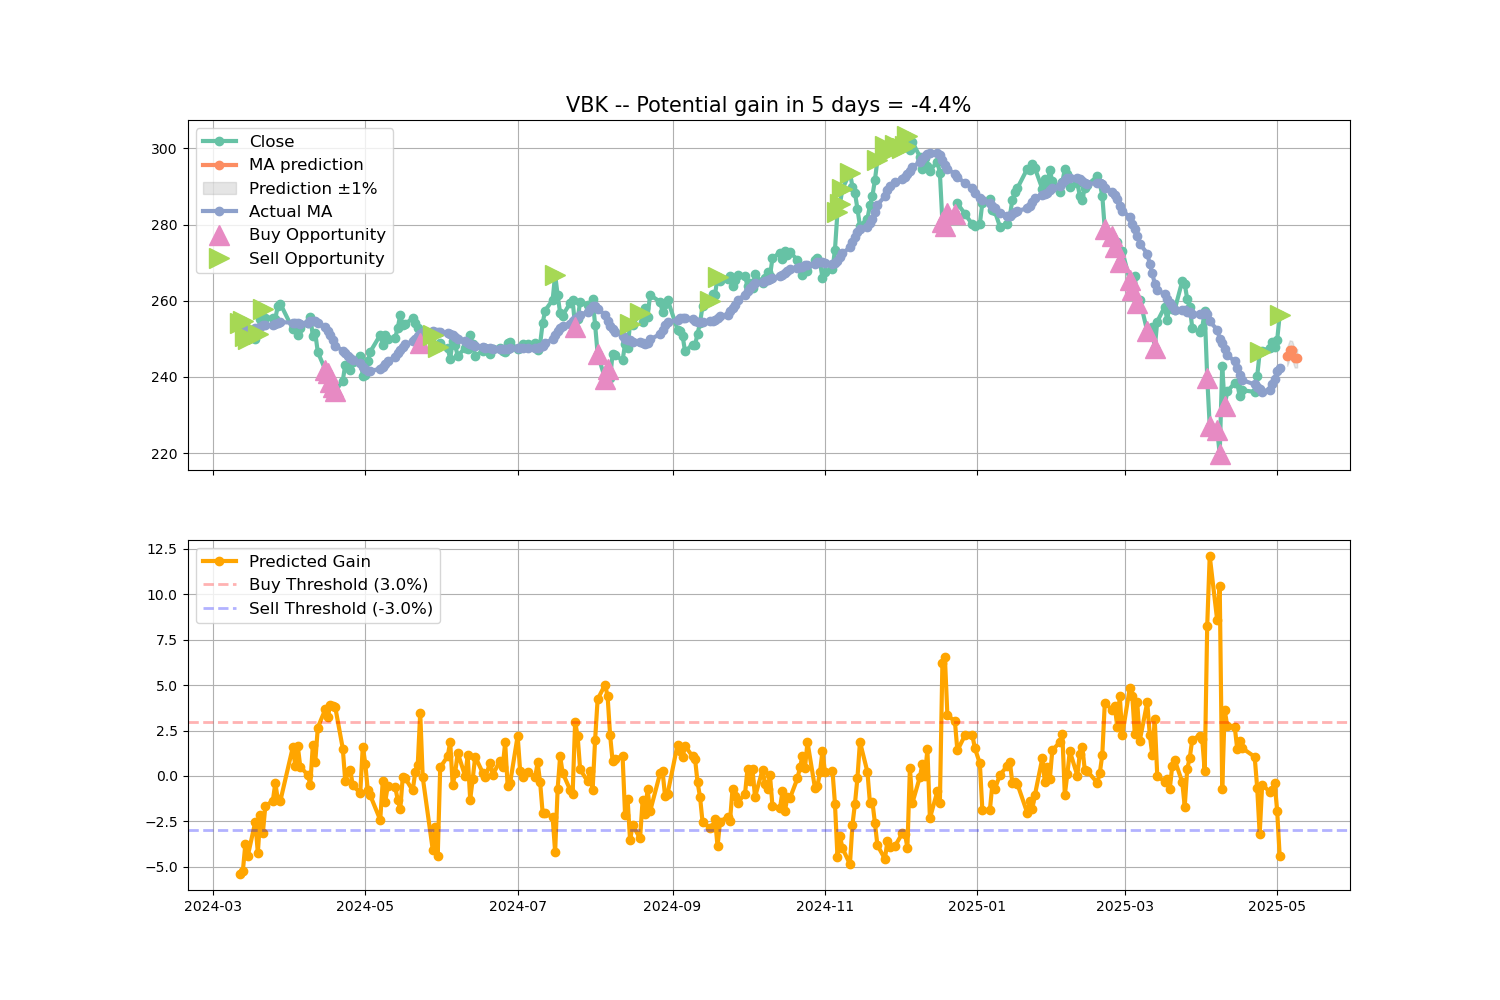 VBK -- Potential gain in 5 days = -4.4%
300
280
260
240
220
Close
MA prediction
Prediction ±1%
Actual MA
Buy Opportunity
Sell Opportunity
12.5
10.0
7.5
5.0
2.5
0.0
−2.5
−5.0
Predicted Gain
Buy Threshold (3.0%)
Sell Threshold (-3.0%)
2024-03
2024-05
2024-07
2024-09
2024-11
2025-01
2025-03
2025-05